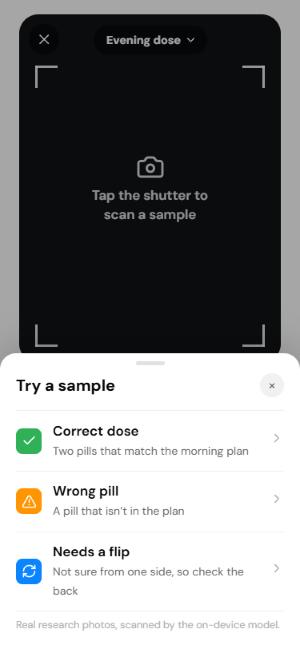 Evening dose
Tap the shutter to
scan a sample
Try a sample
Correct dose
Two pills that match the morning plan
Wrong pill
A pill that isn’t in the plan
Needs a flip
Not sure from one side, so check the
back
Real research photos, scanned by the on-device model.